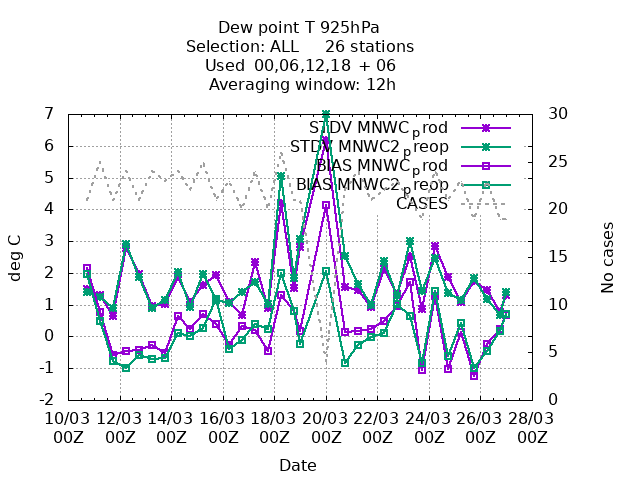 Dew point T 925hPa
Selection: ALL 26 stations
Used 00,06,12,18 + 06
Averaging window: 12h
7
6
5
4
3
2
1
0
-1
-2
deg C
30
25
20
15
10
5
0
No cases
STDV MNWC_prod
STDV MNWC2_preop
BIAS MNWC_prod
BIAS MNWC2_preop
CASES
10/03 12/03 14/03 16/03 18/03 20/03 22/03 24/03 26/03 28/03
00Z 00Z 00Z 00Z 00Z 00Z 00Z 00Z 00Z 00Z
Date